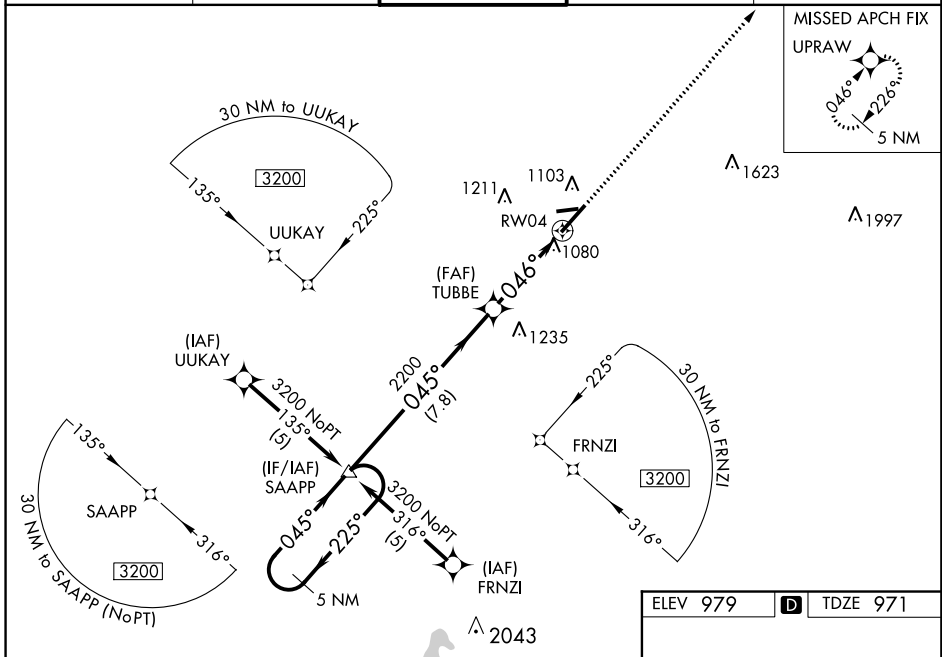 MISSED APCH FIX
UPRAW
046°
226°
5 NM
30 NM to UUKAY
3200
135°
225°
UUKAY
1211
1103
1623
1997
RW04
1080
(FAF)
TUBBE
046°
1235
(IAF)
UUKAY
3200 NoPT
135°
(5)
2200
045°
(7.8)
(IF/IAF)
SAAPP
3200 NoPT
316°
(5)
045°
225°
5 NM
(IAF)
FRNZI
2043
135°
SAAPP
316°
3200
30 NM to SAAPP (NoPT)
225°
30 NM to FRNZI
FRNZI
3200
316°
ELEV 979 D TDZE 971